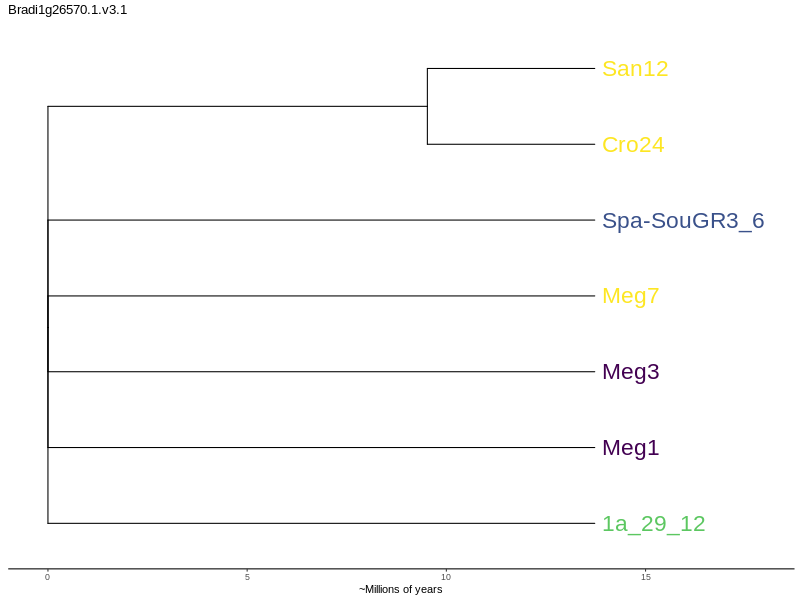 Bradi1g26570.1.v3.1
San12
Cro24
Spa-SouGR3_6
Meg7
Meg3
Meg1
1a_29_12
0 5 10 15
~Millions of years